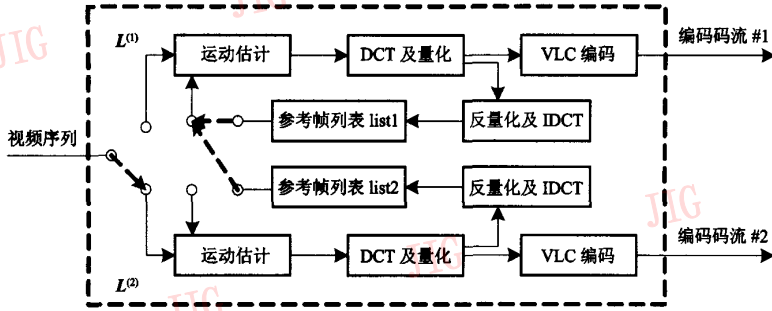 JIG
JIG
L(1)
运动估计
DCT 及量化
VLC 编码
编码码流 #1
参考帧列表 list1
反量化及 IDCT
视频序列
参考帧列表 list2
反量化及 IDCT
JIG
运动估计
DCT 及量化
JIG
VLC 编码
编码码流 #2
L(2)
JIG